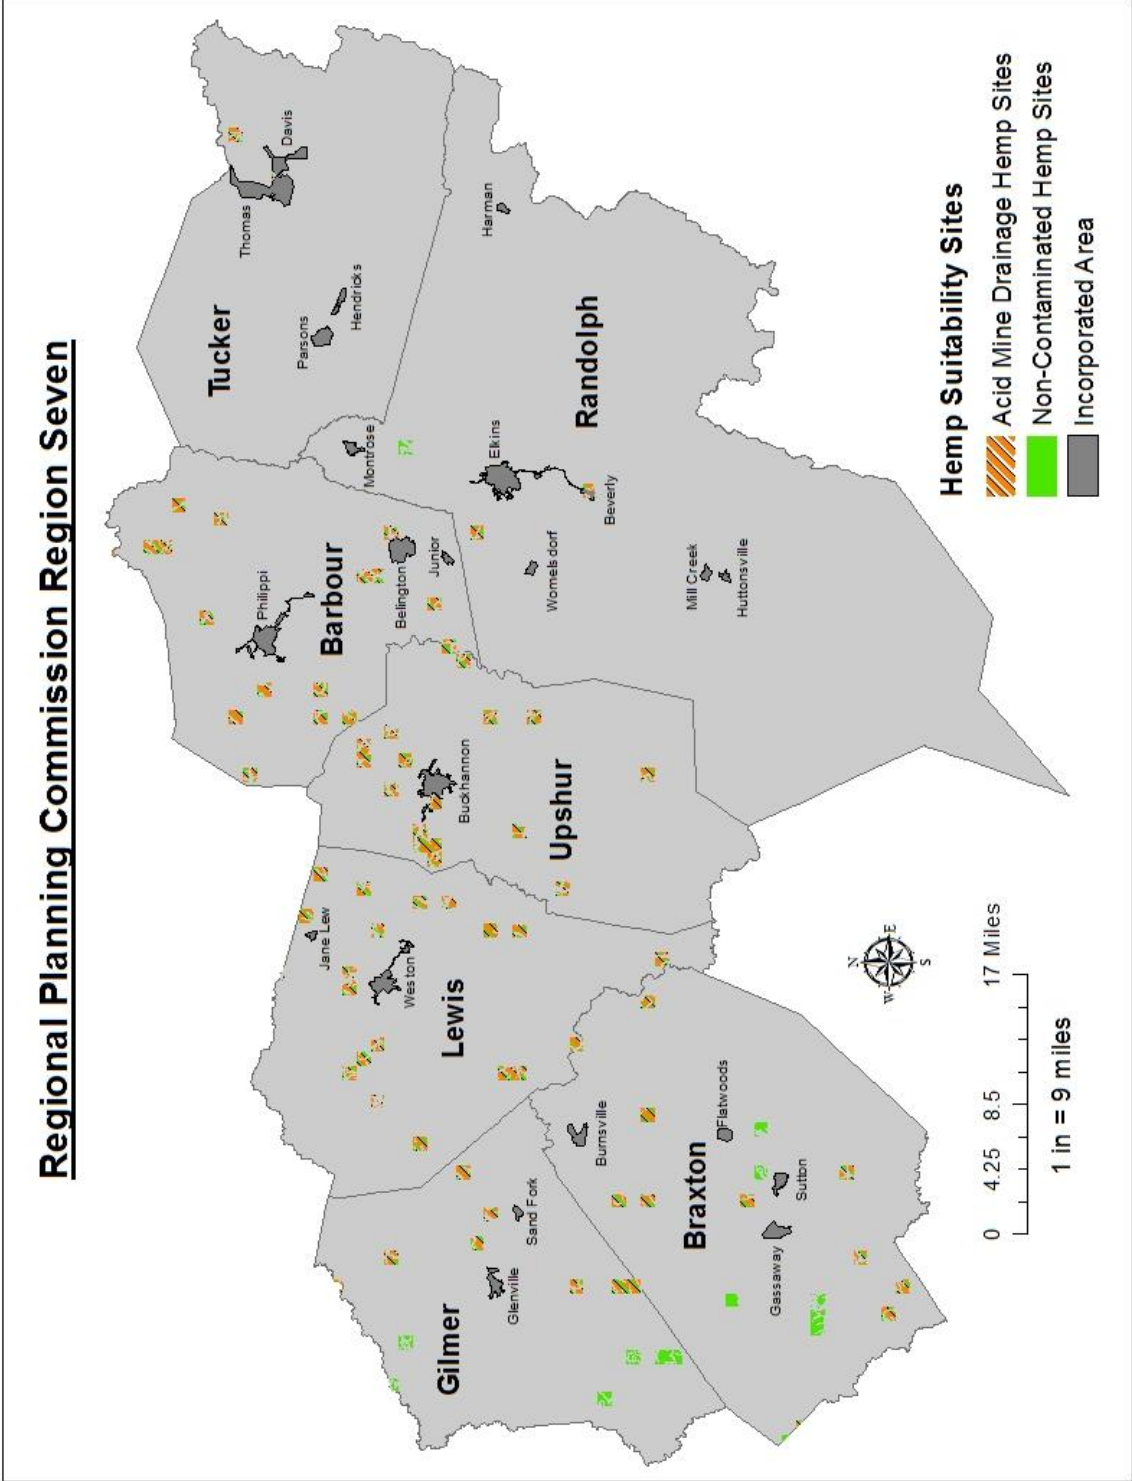 Regional Planning Commission Region Seven
Tucker
Thomas
Davis
Parsons
Hendricks
Barbour
Philippi
Belington
Junior
Montrose
Randolph
Harman
Elkins
Beverly
Womelsdorf
Mill Creek
Huttonsville
Upshur
Buckhannon
Lewis
Jane Lew
Weston
Gilmer
Sand Fork
Glenville
Braxton
Burnsville
Flatwoods
Sutton
Gassaway
N
W
E
S
0 4.25 8.5 17 Miles
1 in = 9 miles
Hemp Suitability Sites
Acid Mine Drainage Hemp Sites
Non-Contaminated Hemp Sites
Incorporated Area